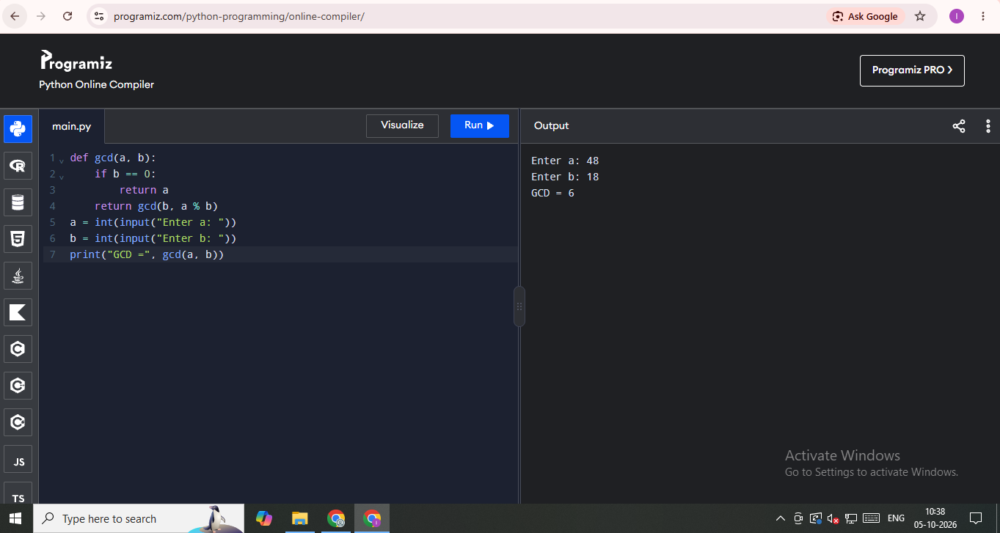 programiz.com/python-programming/online-compiler/
Ask Google
I
Programiz
Python Online Compiler
Programiz PRO ❯
main.py
Visualize
Run
Output
1 def gcd(a, b):
2     if b == 0:
3         return a
4     return gcd(b, a % b)
5 a = int(input("Enter a: "))
6 b = int(input("Enter b: "))
7 print("GCD =", gcd(a, b))
Enter a: 48
Enter b: 18
GCD = 6
R
5
C
C
C
JS
TS
Activate Windows
Go to Settings to activate Windows.
Type here to search
I
ENG
10:38
05-10-2026